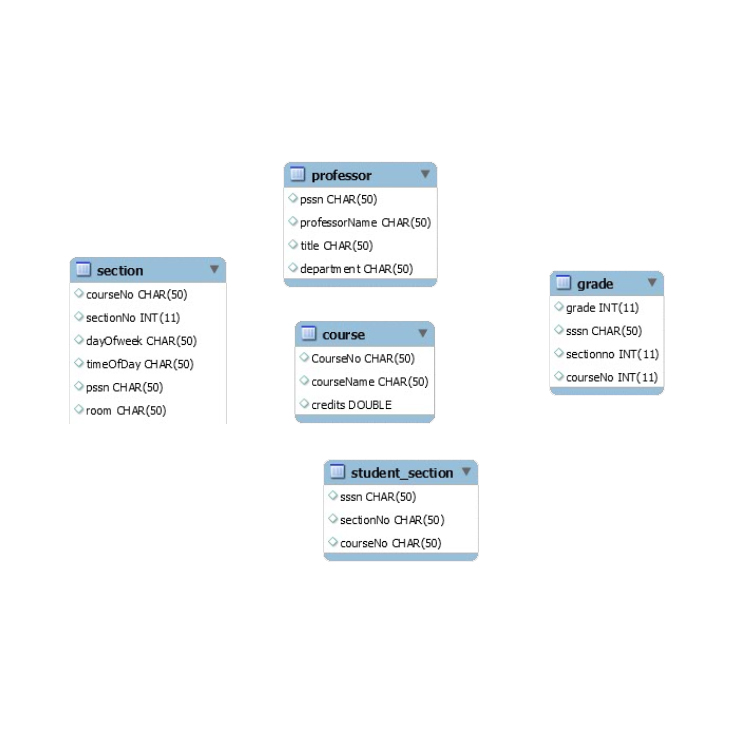 professor
pssn CHAR(50)
professorName CHAR(50)
title CHAR(50)
department CHAR(50)
section
courseNo CHAR(50)
sectionNo INT(11)
dayOfweek CHAR(50)
timeOfDay CHAR(50)
pssn CHAR(50)
room CHAR(50)
course
CourseNo CHAR(50)
courseName CHAR(50)
credits DOUBLE
grade
grade INT(11)
sssn CHAR(50)
sectionno INT(11)
courseNo INT(11)
student_section
sssn CHAR(50)
sectionNo CHAR(50)
courseNo CHAR(50)